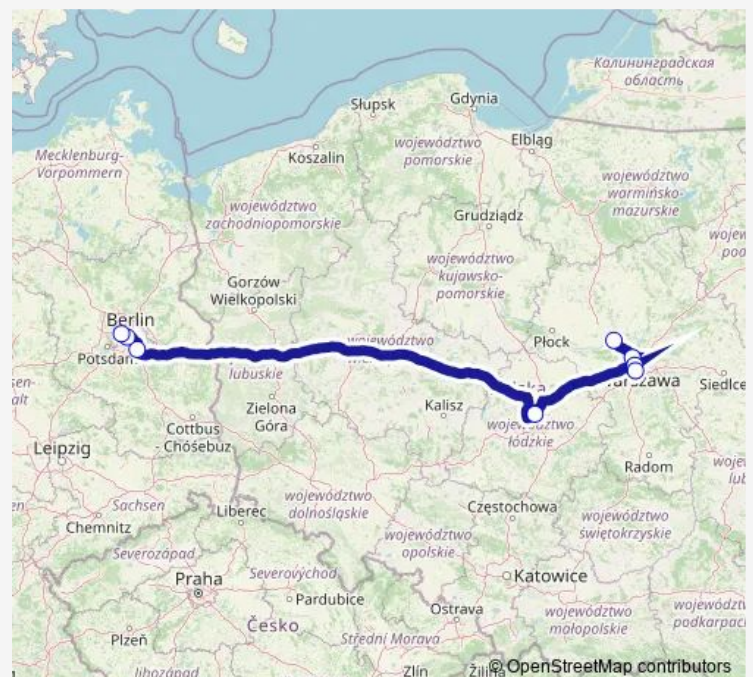 Калининградская
область
Słupsk
Gdynia
Elbląg
Koszalin
województwo
pomorskie
Mecklenburg-
Vorpommern
województwo
zachodniopomorskie
województwo
warmińsko-
mazurskie
Grudziądz
województwo
kujawsko-
pomorskie
Gorzów
Wielkopolski
Berlin
Potsdam
województwo
Płock
lubuskie
Warszawa
Siedlce
Kalisz
Zielona
Góra
województwo
łódzkie
Cottbus
- Chóśebuz
Leipzig
Radom
województwo
dolnośląskie
Częstochowa
Sachsen
Liberec
Chemnitz
województwo
opolskie
województwo
świętokrzyskie
Severozápad
Praha
Severovýchod
Katowice
Pardubice
Ostrava
województwo
małopolskie
Česko
Plzeň
Střední Morava
Jihozápad
Zlín
Žilina
© OpenStreetMap contributors